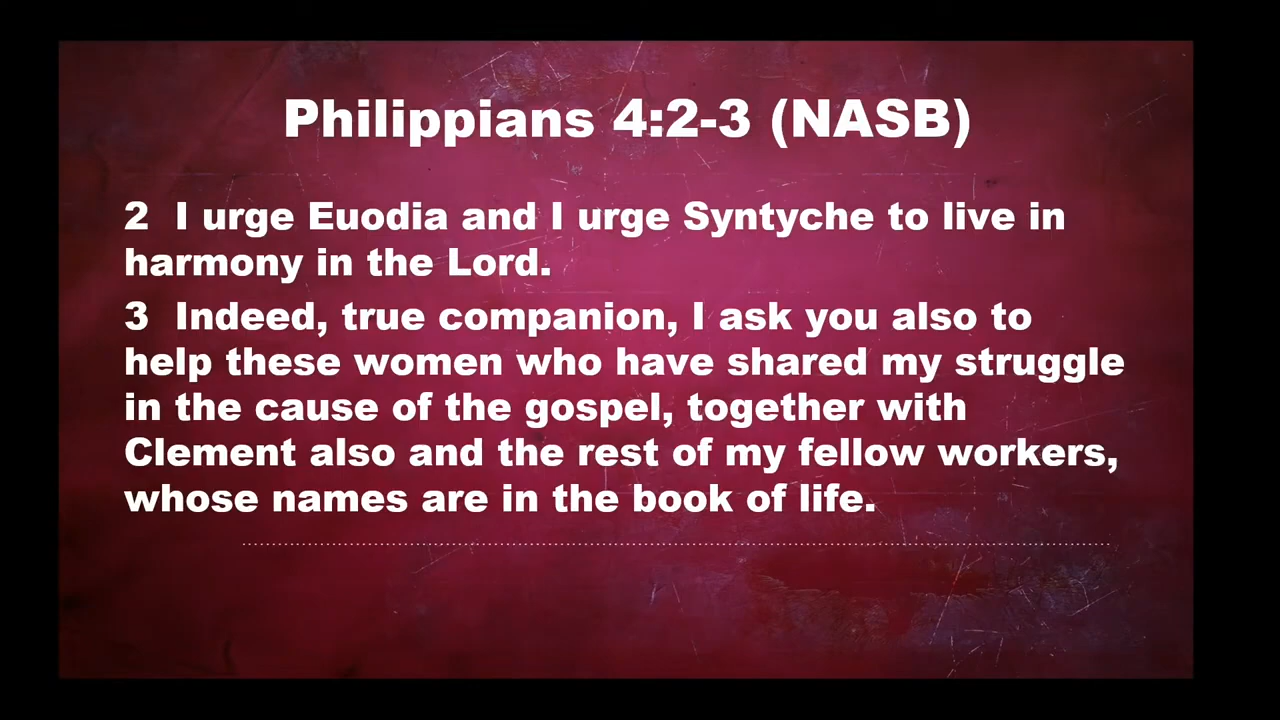 Philippians 4:2-3 (NASB)
2 I urge Euodia and I urge Syntyche to live in
harmony in the Lord.
3 Indeed, true companion, I ask you also to
help these women who have shared my struggle
in the cause of the gospel, together with
Clement also and the rest of my fellow workers,
whose names are in the book of life.